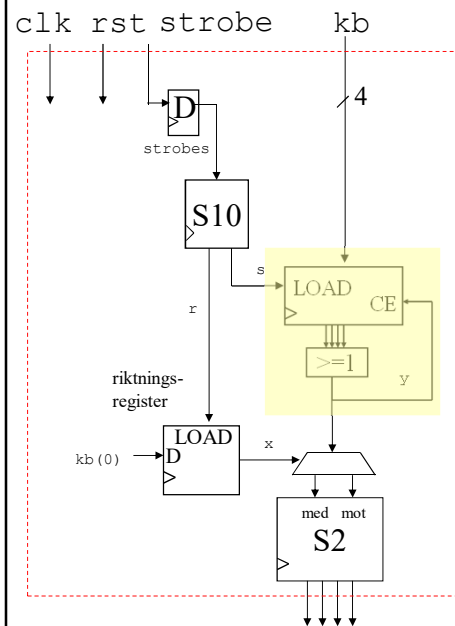 clk rst strobe kb
4
D
strobes
S10
s
LOAD
CE
r
>=1
y
riktnings-
register
LOAD
D
kb(0)
x
med mot
S2